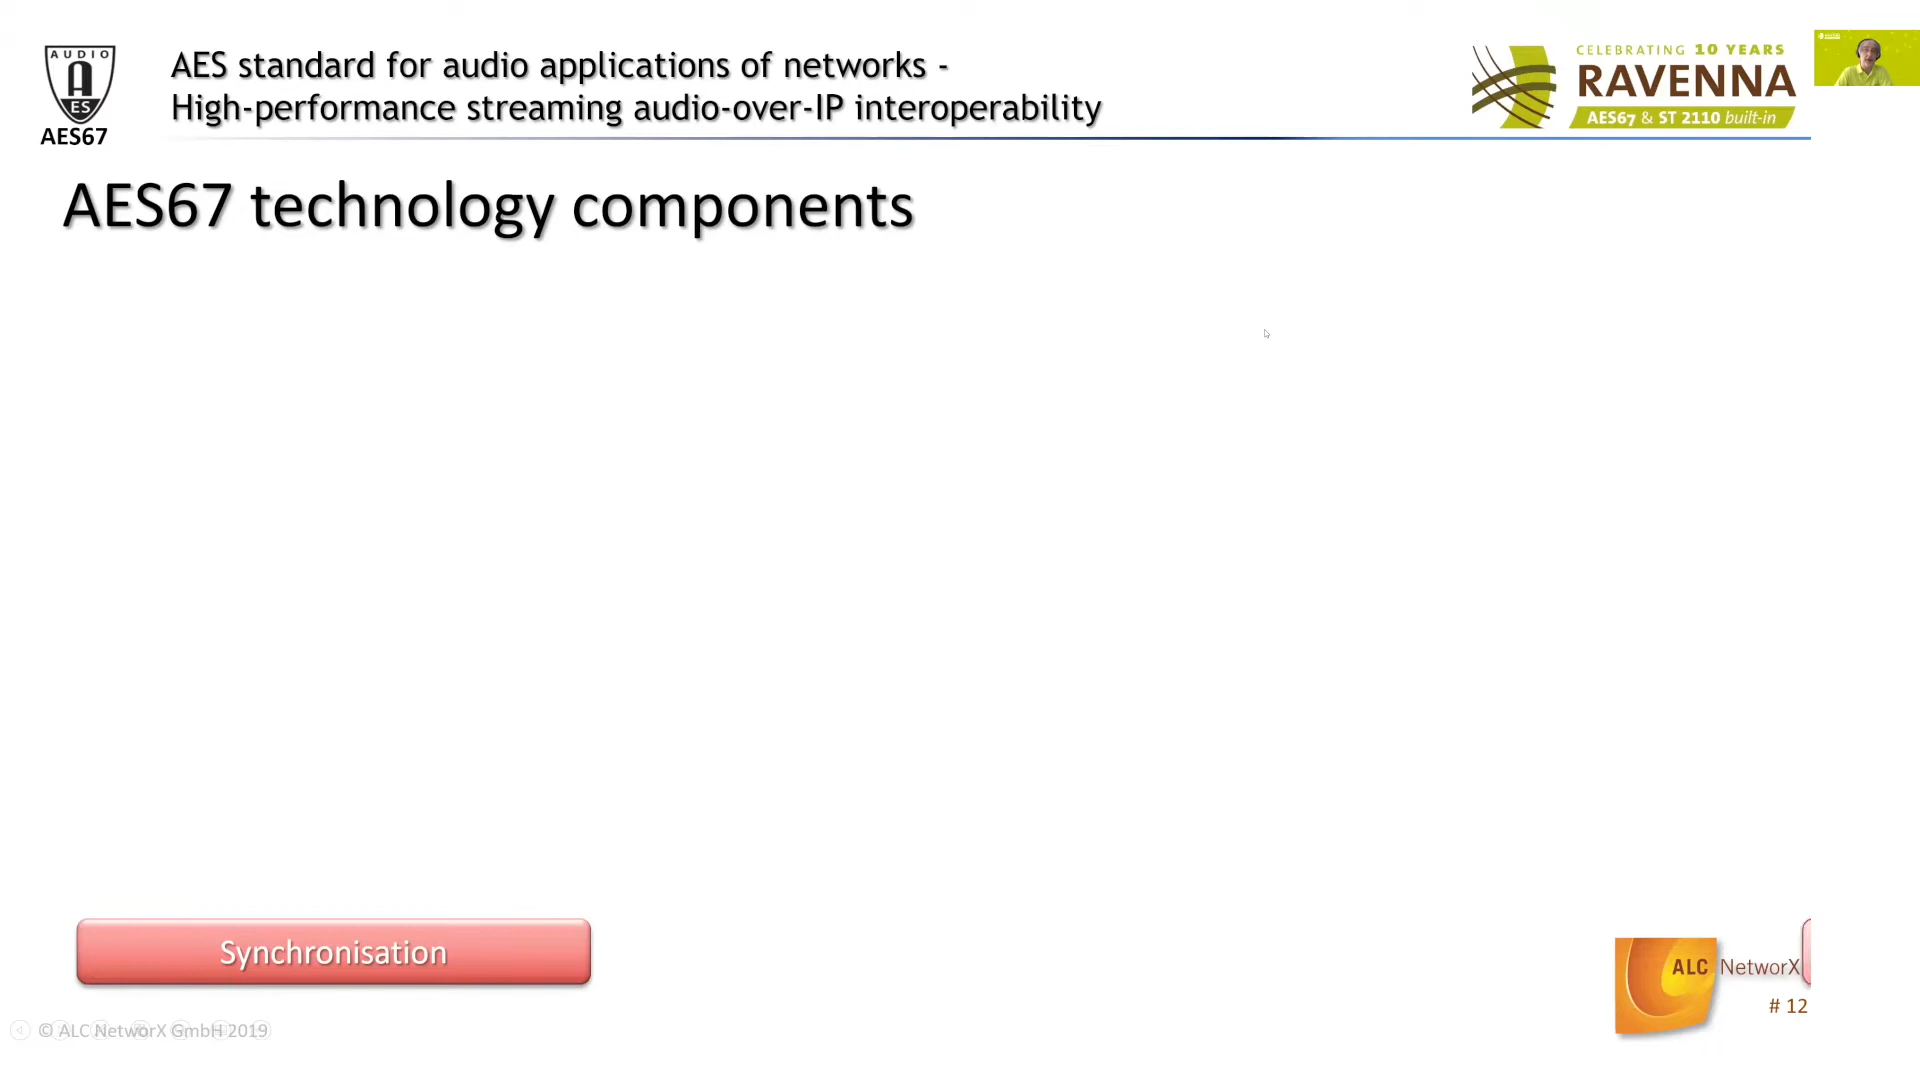 AUDIO
A
ES
AES67
AES standard for audio applications of networks -
High-performance streaming audio-over-IP interoperability
CELEBRATING 10 YEARS
RAVENNA
AES67 & ST 2110 built-in
AES67 technology components
Synchronisation
ALC NetworX
# 12
© ALC NetworX GmbH 2019